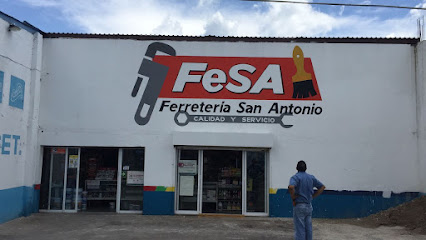 FeSA
Ferretería San Antonio
CALIDAD Y SERVICIO
ET.